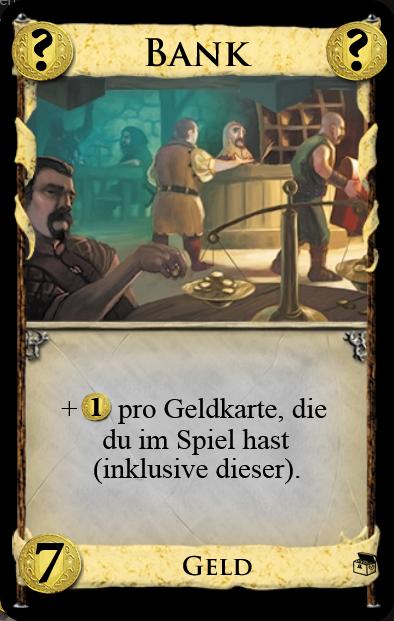 ? BANK ?
+1 pro Geldkarte, die
du im Spiel hast
(inklusive dieser).
7 GELD